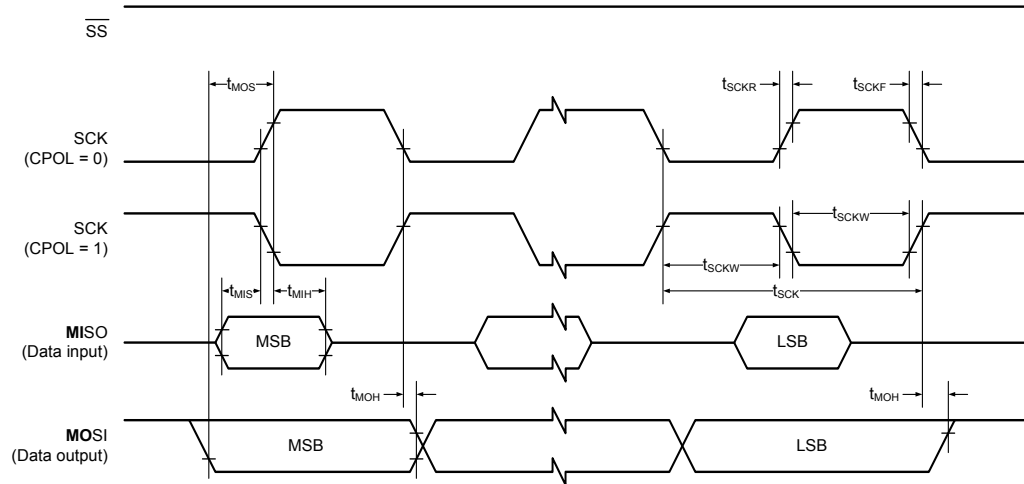 SS
tMOS
tSCKR
tSCKF
SCK
(CPOL = 0)
SCK
(CPOL = 1)
tSCKW
tSCKW
tMIS
tMIH
tSCK
MISO
(Data input)
MSB
LSB
tMOH
tMOH
MOSI
(Data output)
MSB
LSB